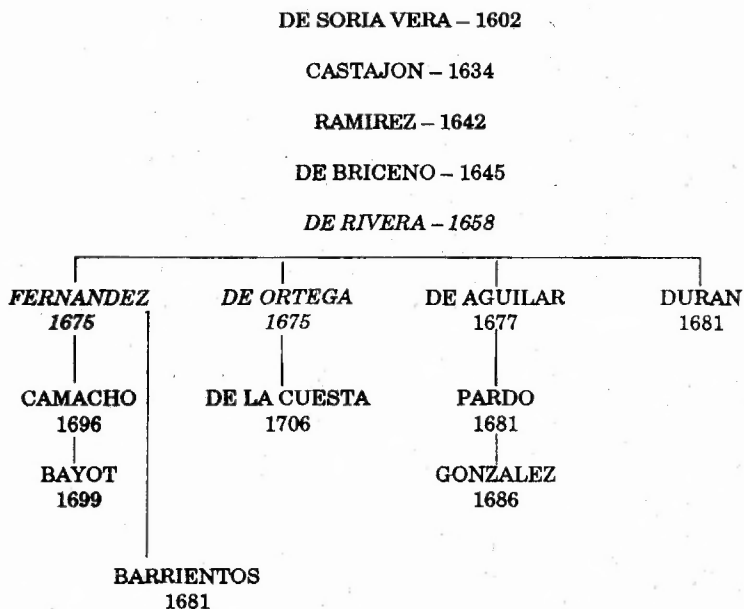 DE SORIA VERA – 1602
CASTAJON – 1634
RAMIREZ – 1642
DE BRICENO – 1645
DE RIVERA – 1658
FERNANDEZ DE ORTEGA DE AGUILAR DURAN
1675 1675 1677 1681
CAMACHO DE LA CUESTA PARDO
1696 1706 1681
BAYOT GONZALEZ
1699 1686
BARRIENTOS
1681